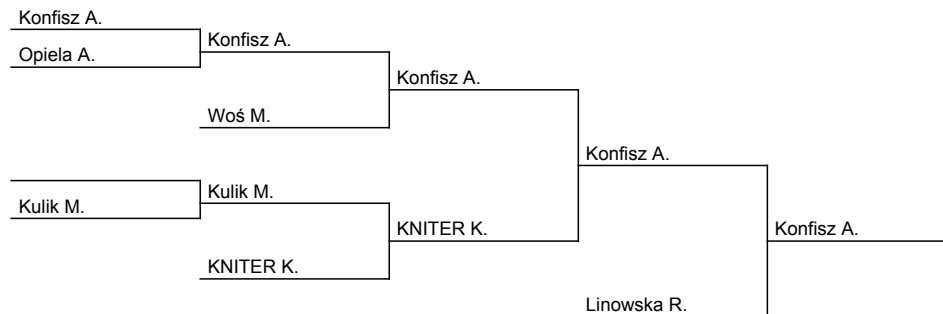 Konfisz A.
Opiela A.
Konfisz A.
Konfisz A.
Woś M.
Konfisz A.
Kulik M.
Kulik M.
KNITER K.
Konfisz A.
KNITER K.
Linowska R.